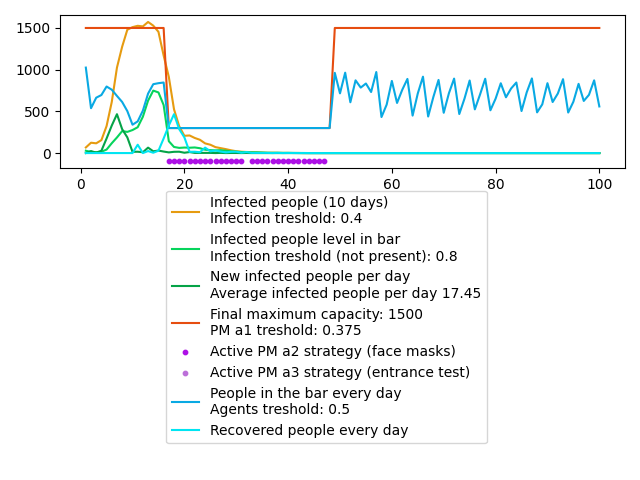 1500
1000
500
0
0
20
40
60
80
100
Infected people (10 days)
Infection treshold: 0.4
Infected people level in bar
Infection treshold (not present): 0.8
New infected people per day
Average infected people per day 17.45
Final maximum capacity: 1500
PM a1 treshold: 0.375
Active PM a2 strategy (face masks)
Active PM a3 strategy (entrance test)
People in the bar every day
Agents treshold: 0.5
Recovered people every day